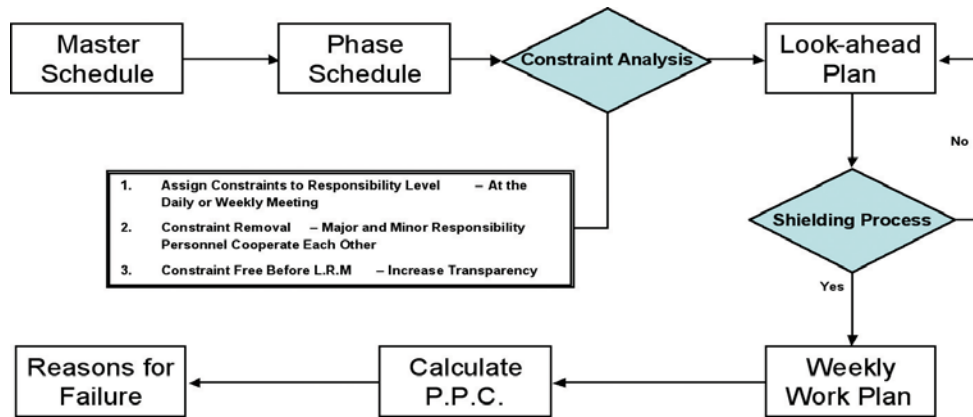 Master
Schedule
Phase
Schedule
Constraint Analysis
Look-ahead
Plan
No
1. Assign Constraints to Responsibility Level – At the
Daily or Weekly Meeting
2. Constraint Removal – Major and Minor Responsibility
Personnel Cooperate Each Other
3. Constraint Free Before L.R.M – Increase Transparency
Shielding Process
Yes
Reasons for
Failure
Calculate
P.P.C.
Weekly
Work Plan